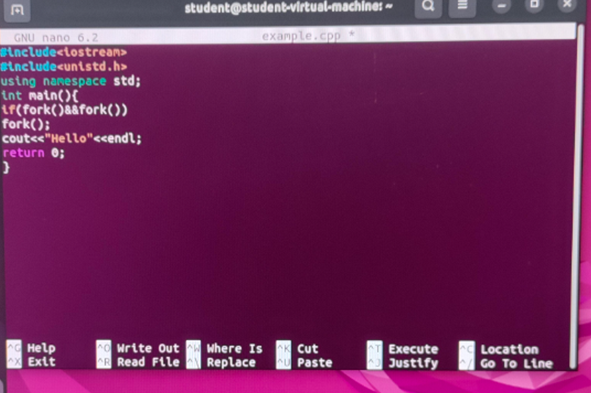 student@student-virtual-machine: ~
GNU nano 6.2 example.cpp *
#include<iostream>
#include<unistd.h>
using namespace std;
int main(){
if(fork()&&fork())
fork();
cout<<"Hello"<<endl;
return 0;
}
^G Help ^O Write Out ^W Where Is ^K Cut ^T Execute ^C Location
^X Exit ^R Read File ^\ Replace ^U Paste ^J Justify ^/ Go To Line